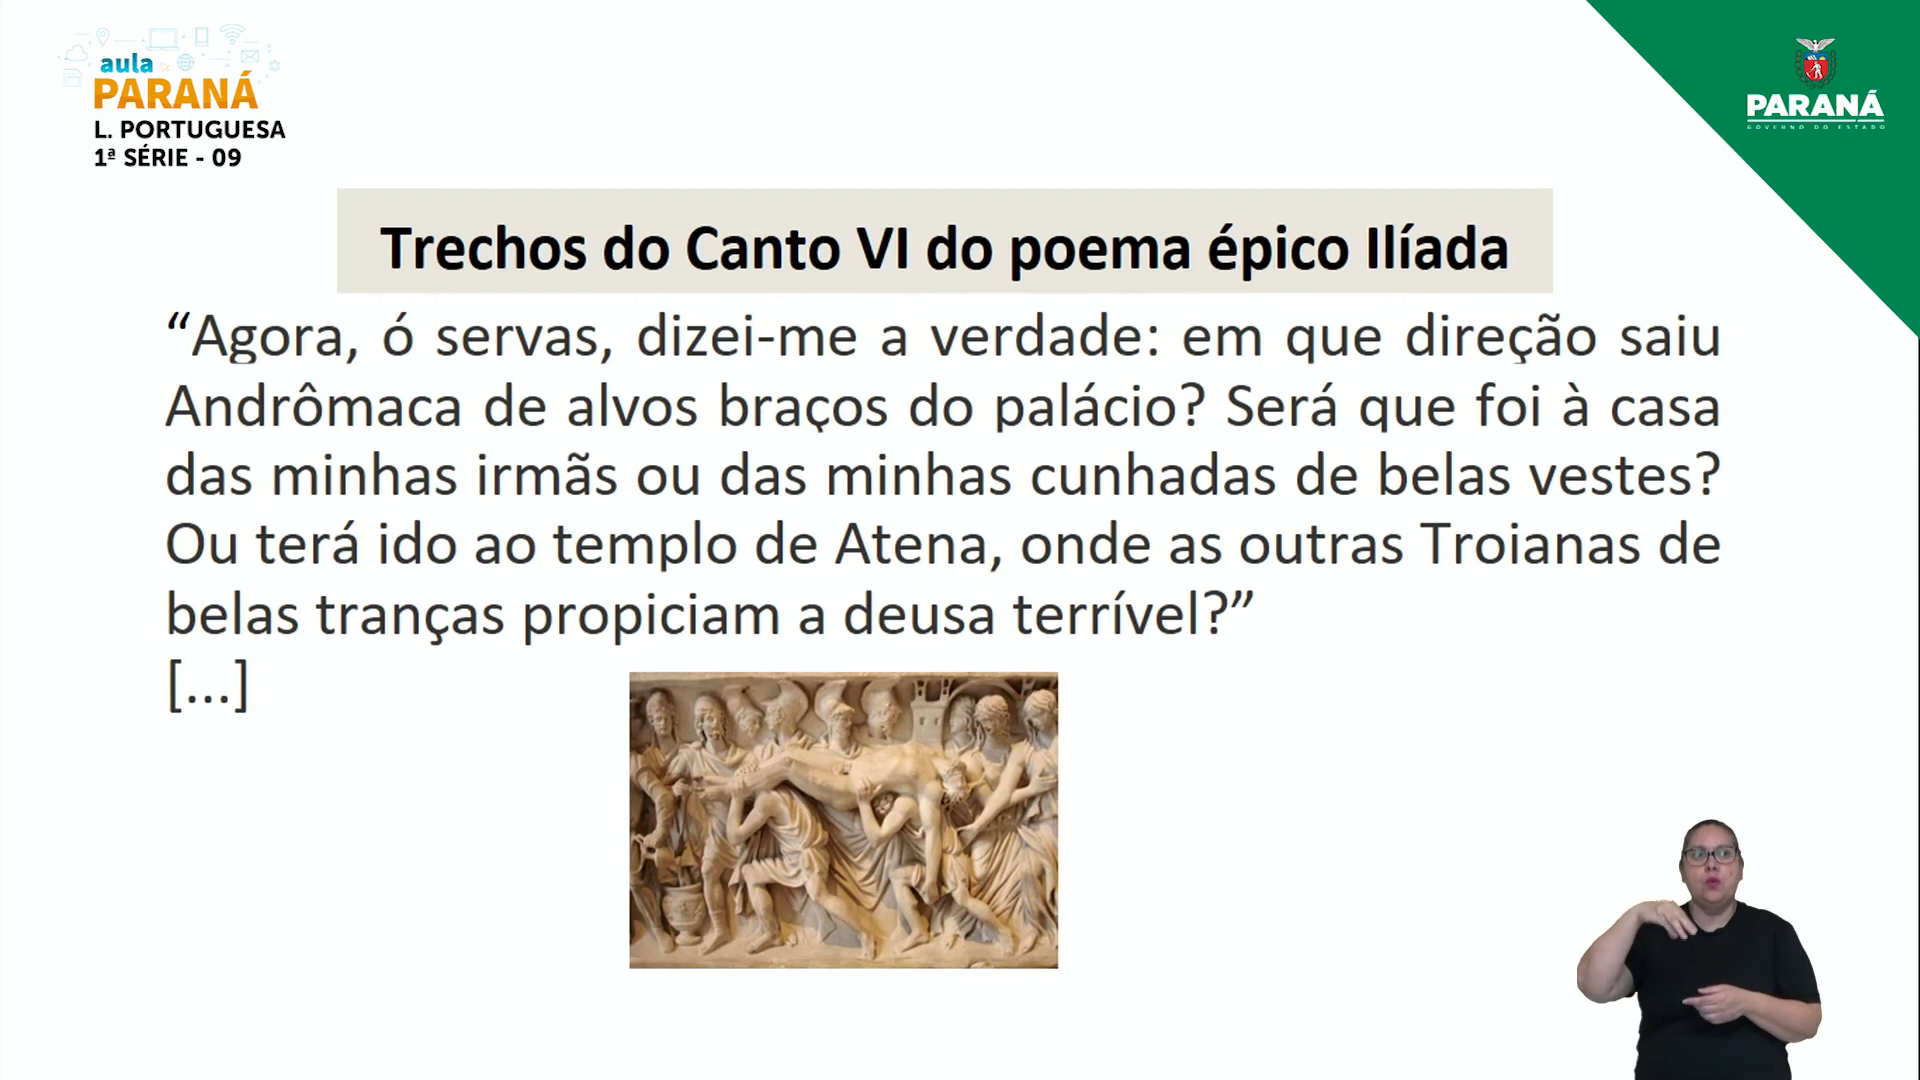 aula
PARANÁ
L. PORTUGUESA
1ª SÉRIE - 09
PARANÁ
GOVERNO DO ESTADO
Trechos do Canto VI do poema épico Ilíada
“Agora, ó servas, dizei-me a verdade: em que direção saiu
Andrômaca de alvos braços do palácio? Será que foi à casa
das minhas irmãs ou das minhas cunhadas de belas vestes?
Ou terá ido ao templo de Atena, onde as outras Troianas de
belas tranças propiciam a deusa terrível?”
[...]